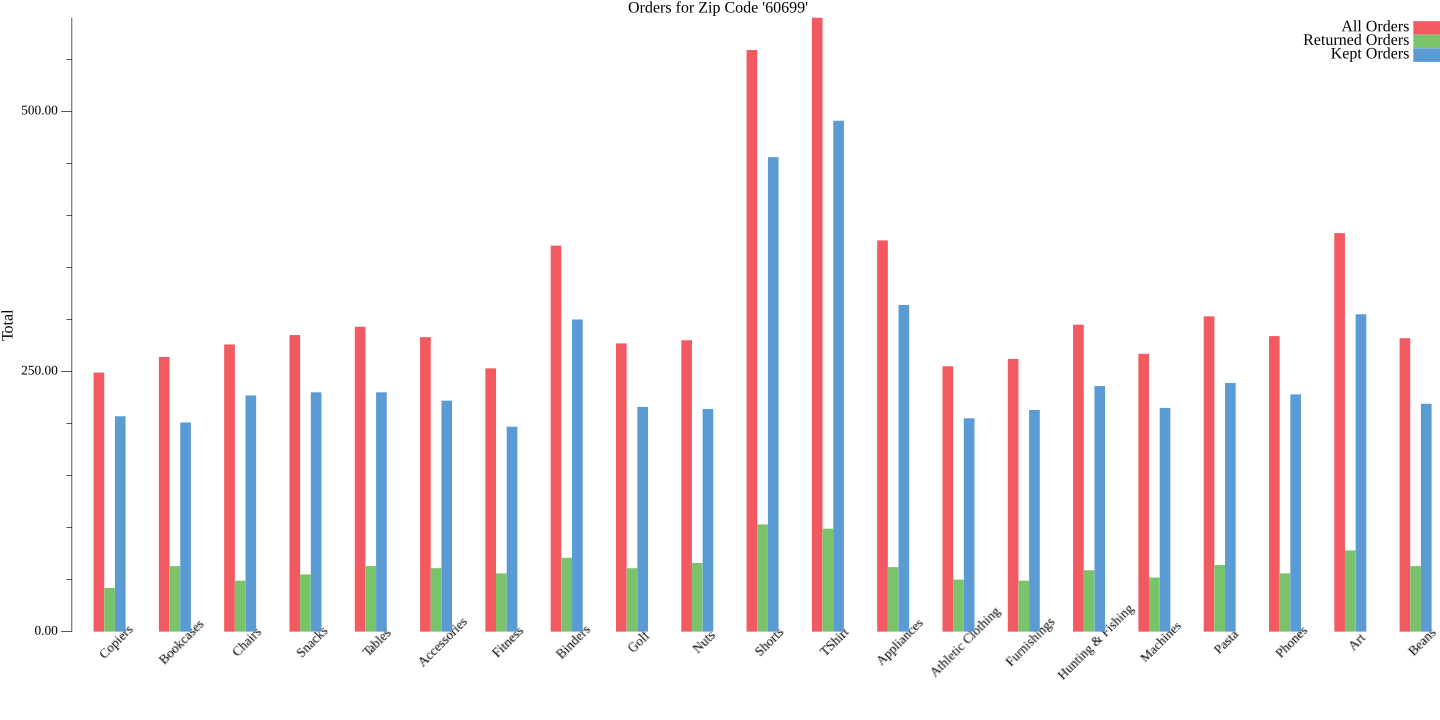 Orders for Zip Code '60699'
All Orders
Returned Orders
Kept Orders
500.00
250.00
0.00
Total
Copiers
Bookcases
Chairs
Snacks
Tables
Accessories
Fitness
Binders
Golf
Nuts
Shorts
TShirt
Appliances
Athletic Clothing
Furnishings
Hunting & Fishing
Machines
Pasta
Phones
Art
Beans